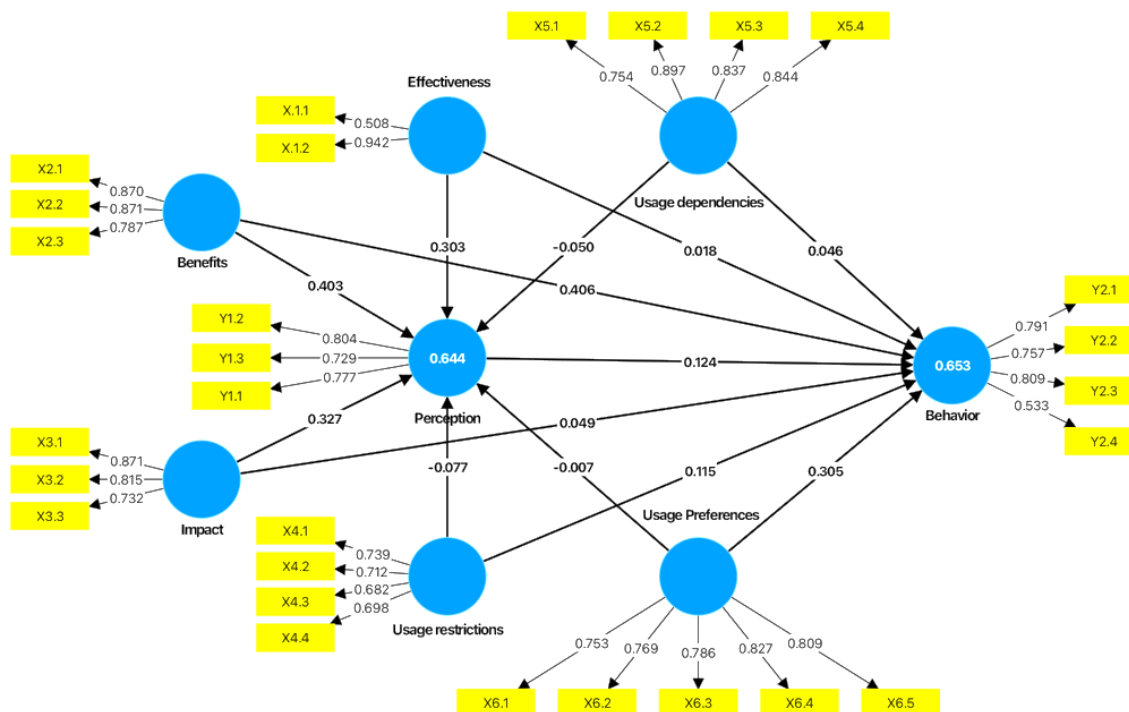 X5.1
X5.2
X5.3
X5.4
0.754
0.897
0.837
0.844
Effectiveness
X.1.1
X.1.2
0.508
0.942
Usage dependencies
X2.1
X2.2
X2.3
0.870
0.871
0.787
Benefits
0.303
-0.050
0.018
0.046
0.403
0.406
Y1.2
Y1.3
Y1.1
0.804
0.729
0.777
0.644
Perception
0.124
0.653
Behavior
Y2.1
Y2.2
Y2.3
Y2.4
0.791
0.757
0.809
0.533
0.327
0.049
X3.1
X3.2
X3.3
0.871
0.815
0.732
Impact
-0.077
-0.007
0.115
0.305
Usage Preferences
X4.1
X4.2
X4.3
X4.4
0.739
0.712
0.682
0.698
Usage restrictions
0.753
0.769
0.786
0.827
0.809
X6.1
X6.2
X6.3
X6.4
X6.5